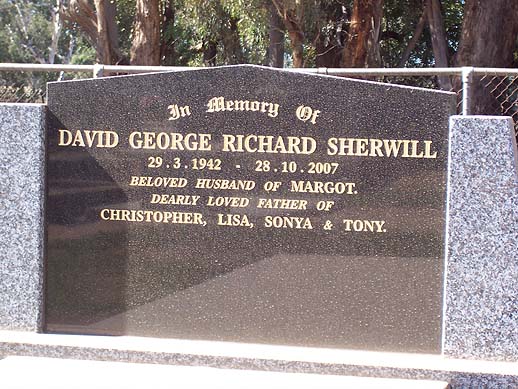 In Memory Of
DAVID GEORGE RICHARD SHERWILL
29.3.1942 - 28.10.2007
BELOVED HUSBAND OF MARGOT.
DEARLY LOVED FATHER OF
CHRISTOPHER, LISA, SONYA & TONY.